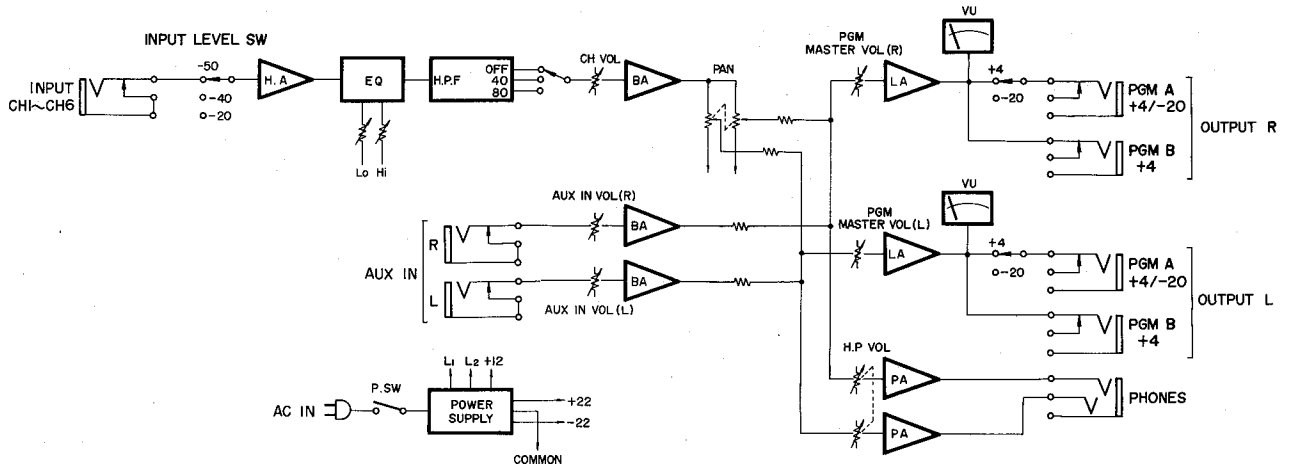 INPUT LEVEL SW
INPUT
CH1~CH6
-50
-40
-20
H.A
EQ
Lo
Hi
H.P.F
OFF
40
80
CH VOL
BA
PAN
PGM
MASTER VOL(R)
LA
VU
+4
-20
PGM A
+4/-20
PGM B
+4
OUTPUT R
AUX IN
R
L
AUX IN VOL(R)
BA
BA
AUX IN VOL(L)
PGM
MASTER VOL(L)
LA
VU
+4
-20
PGM A
+4/-20
PGM B
+4
OUTPUT L
H.P VOL
PA
PA
PHONES
AC IN
P.SW
POWER
SUPPLY
L1
L2
+12
+22
-22
COMMON